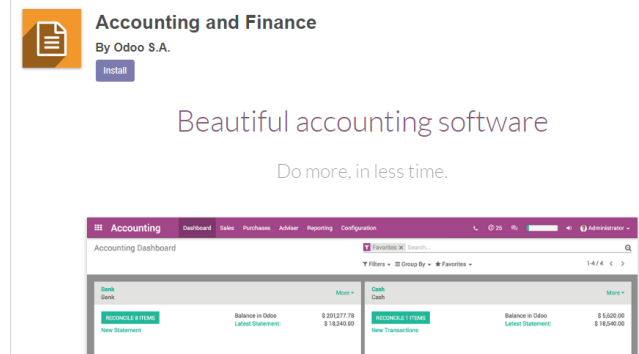 Accounting and Finance
By Odoo S.A.
Install
Beautiful accounting software
Do more, in less time.
Accounting Dashboard Sales Purchases Adviser Reporting Configuration 25 Administrator
Accounting Dashboard Favorites x Search...
Filters Group By Favorites 1-4 / 4
Bank More Cash More
Bank Cash
RECONCILE 8 ITEMS Balance in Odoo $ 201,277.78 RECONCILE 1 ITEMS Balance in Odoo $ 5,620.00
New Statement Latest Statement: $ 18,240.00 New Transactions Latest Statement: $ 18,540.00